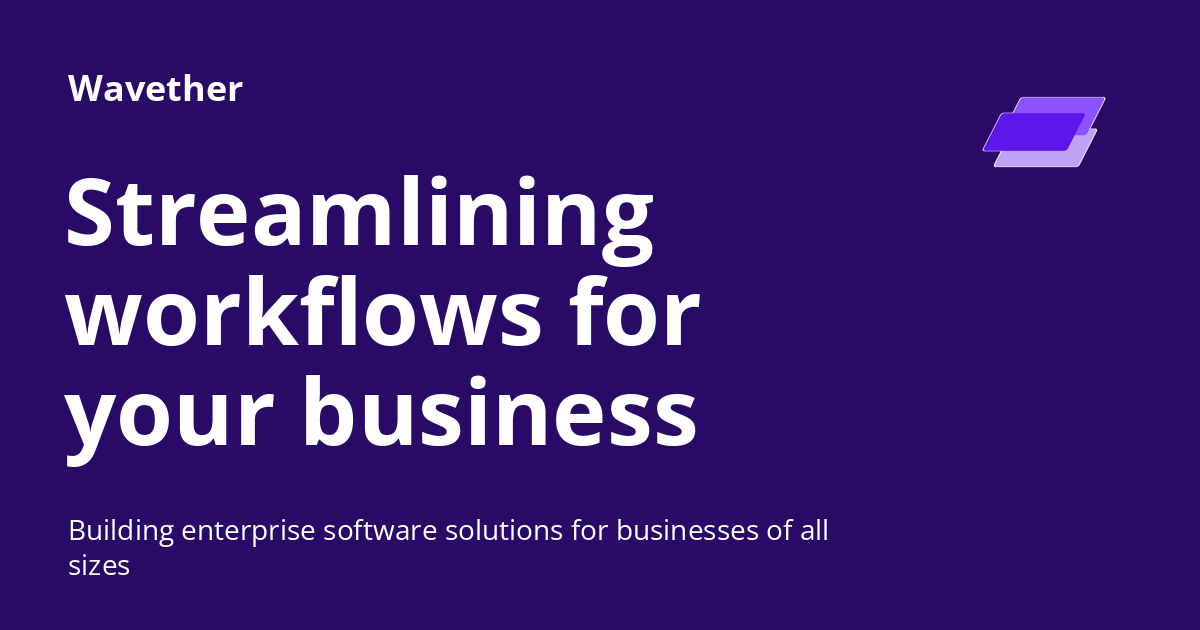 Wavether
Streamlining
workflows for
your business
Building enterprise software solutions for businesses of all
sizes